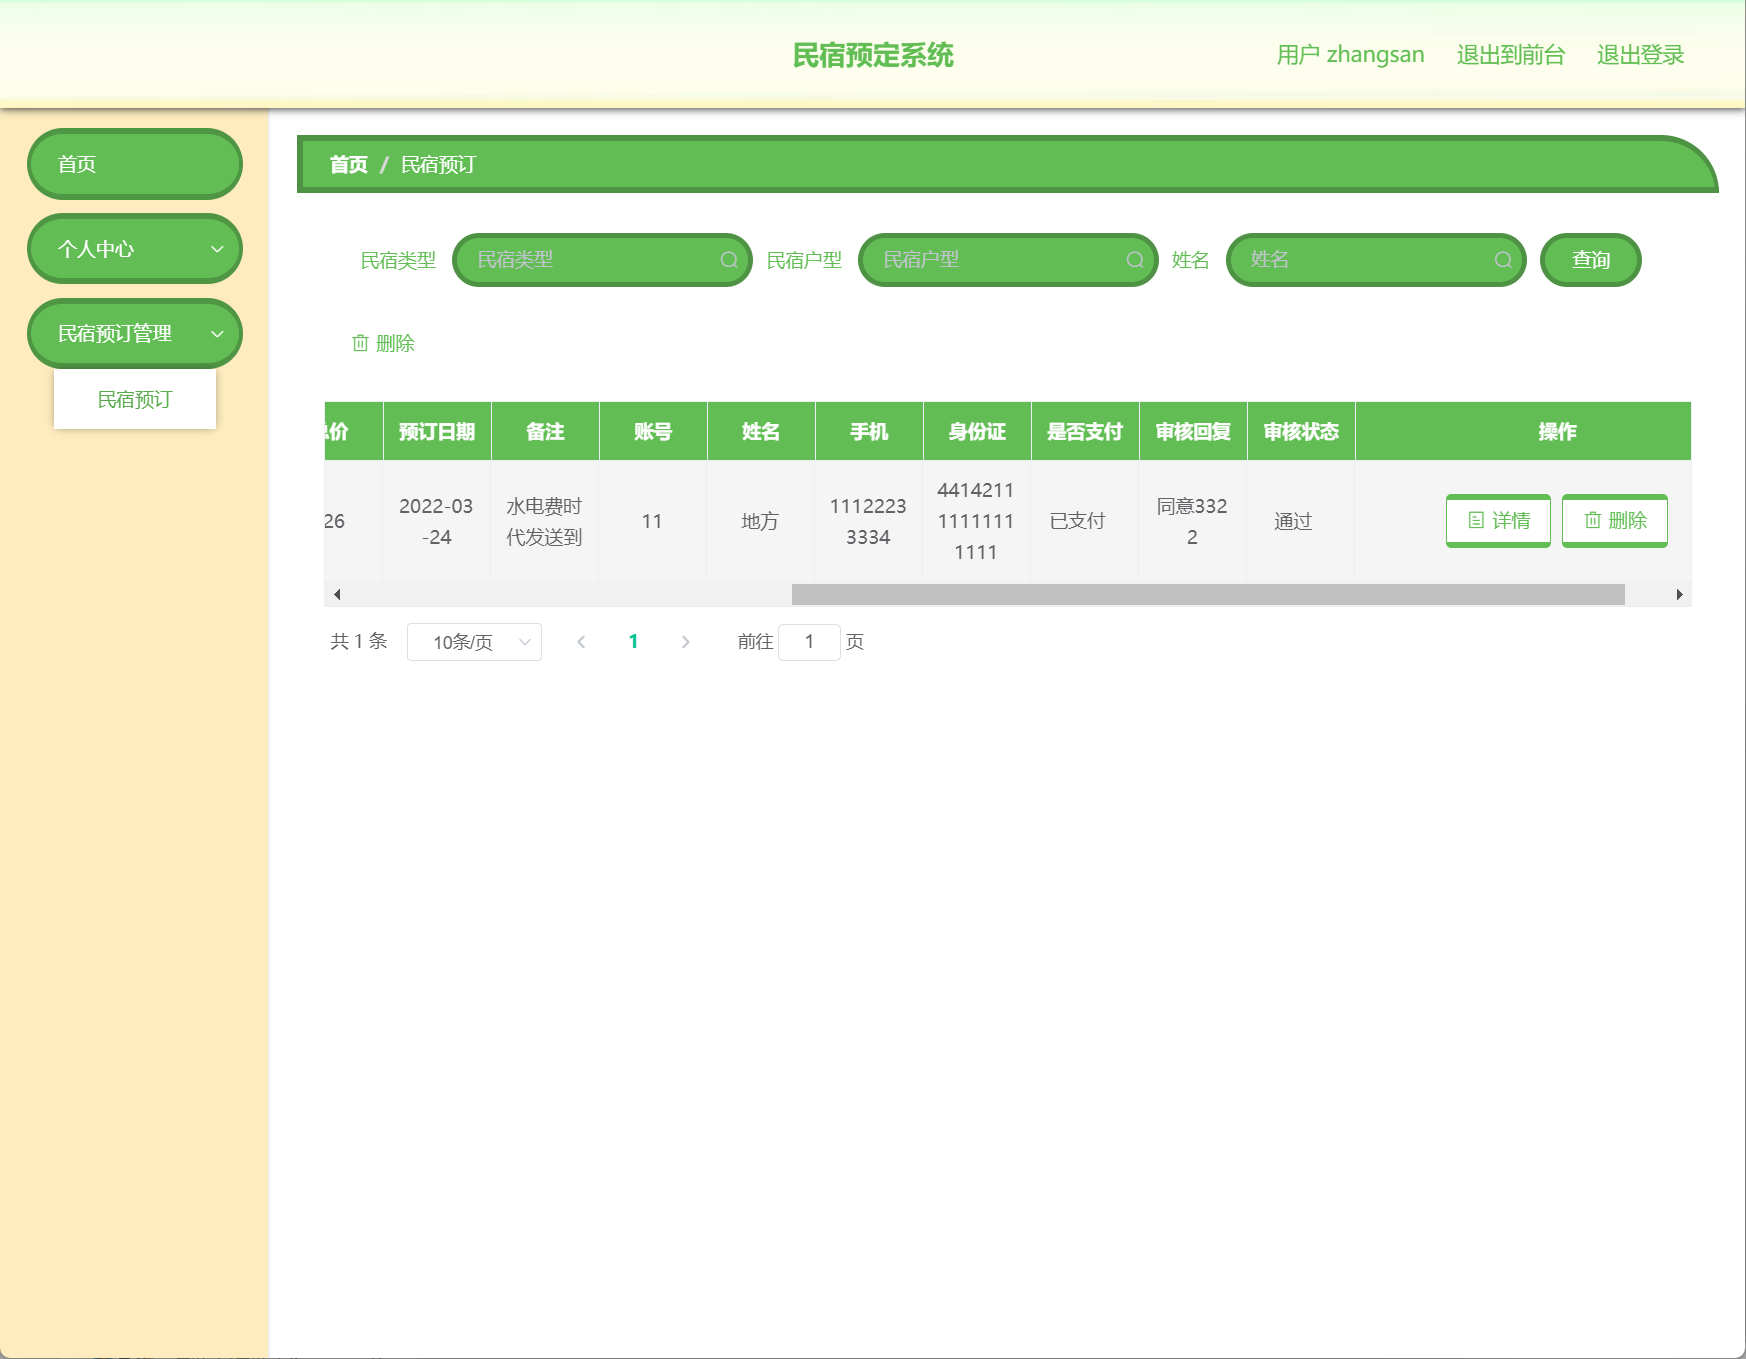 民宿预定系统
用户 zhangsan 退出到前台 退出登录
首页
个人中心
民宿预订管理
民宿预订
首页 / 民宿预订
民宿类型 民宿类型 民宿户型 民宿户型 姓名 姓名 查询
删除
总价 预订日期 备注 账号 姓名 手机 身份证 是否支付 审核回复 审核状态 操作
26 2022-03 水电费时 11 地方 1112223 4414211 已支付 同意332 通过 详情 删除
-24 代发送到 3334 1111111 2
1111
共 1 条 10条/页 1 前往 1 页